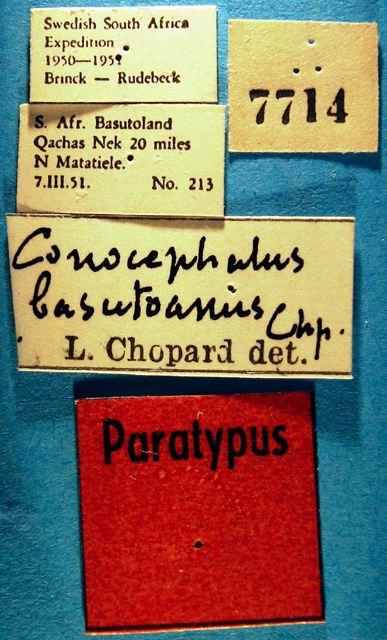 Swedish South Africa
Expedition
1950—1951
Brinck — Rudebeck
7714
S. Afr. Basutoland
Qachas Nek 20 miles
N Matatiele.
7.III.51. No. 213
Conocephalus
basutoanus Chp.
L. Chopard det.
Paratypus